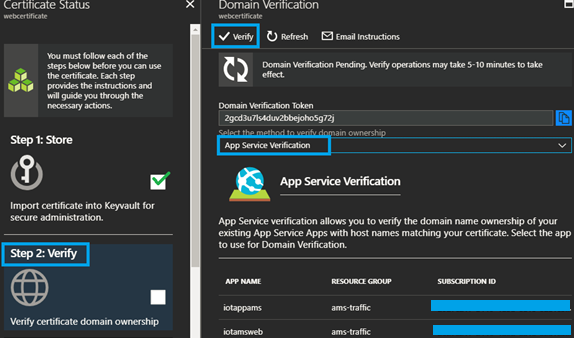 Certificate Status
webcertificate
You must follow each of the
steps below before you can use
the certificate. Each step
provides the instructions and
will guide you through the
necessary actions.
Step 1: Store
Import certificate into Keyvault for
secure administration.
Step 2: Verify
Verify certificate domain ownership
Domain Verification
webcertificate
Verify Refresh Email Instructions
Domain Verification Pending. Verify operations may take 5-10 minutes to take
effect.
Domain Verification Token
2gcd3u7ls4duv2bbejoho5g72j
Select the method to verify domain ownership
App Service Verification
App Service Verification
App Service verification allows you to verify the domain name ownership of your
existing App Service Apps with host names matching your certificate. Select the app
to use for Domain Verification.
APP NAME RESOURCE GROUP SUBSCRIPTION ID
iotappams ams-traffic
iotamsweb ams-traffic